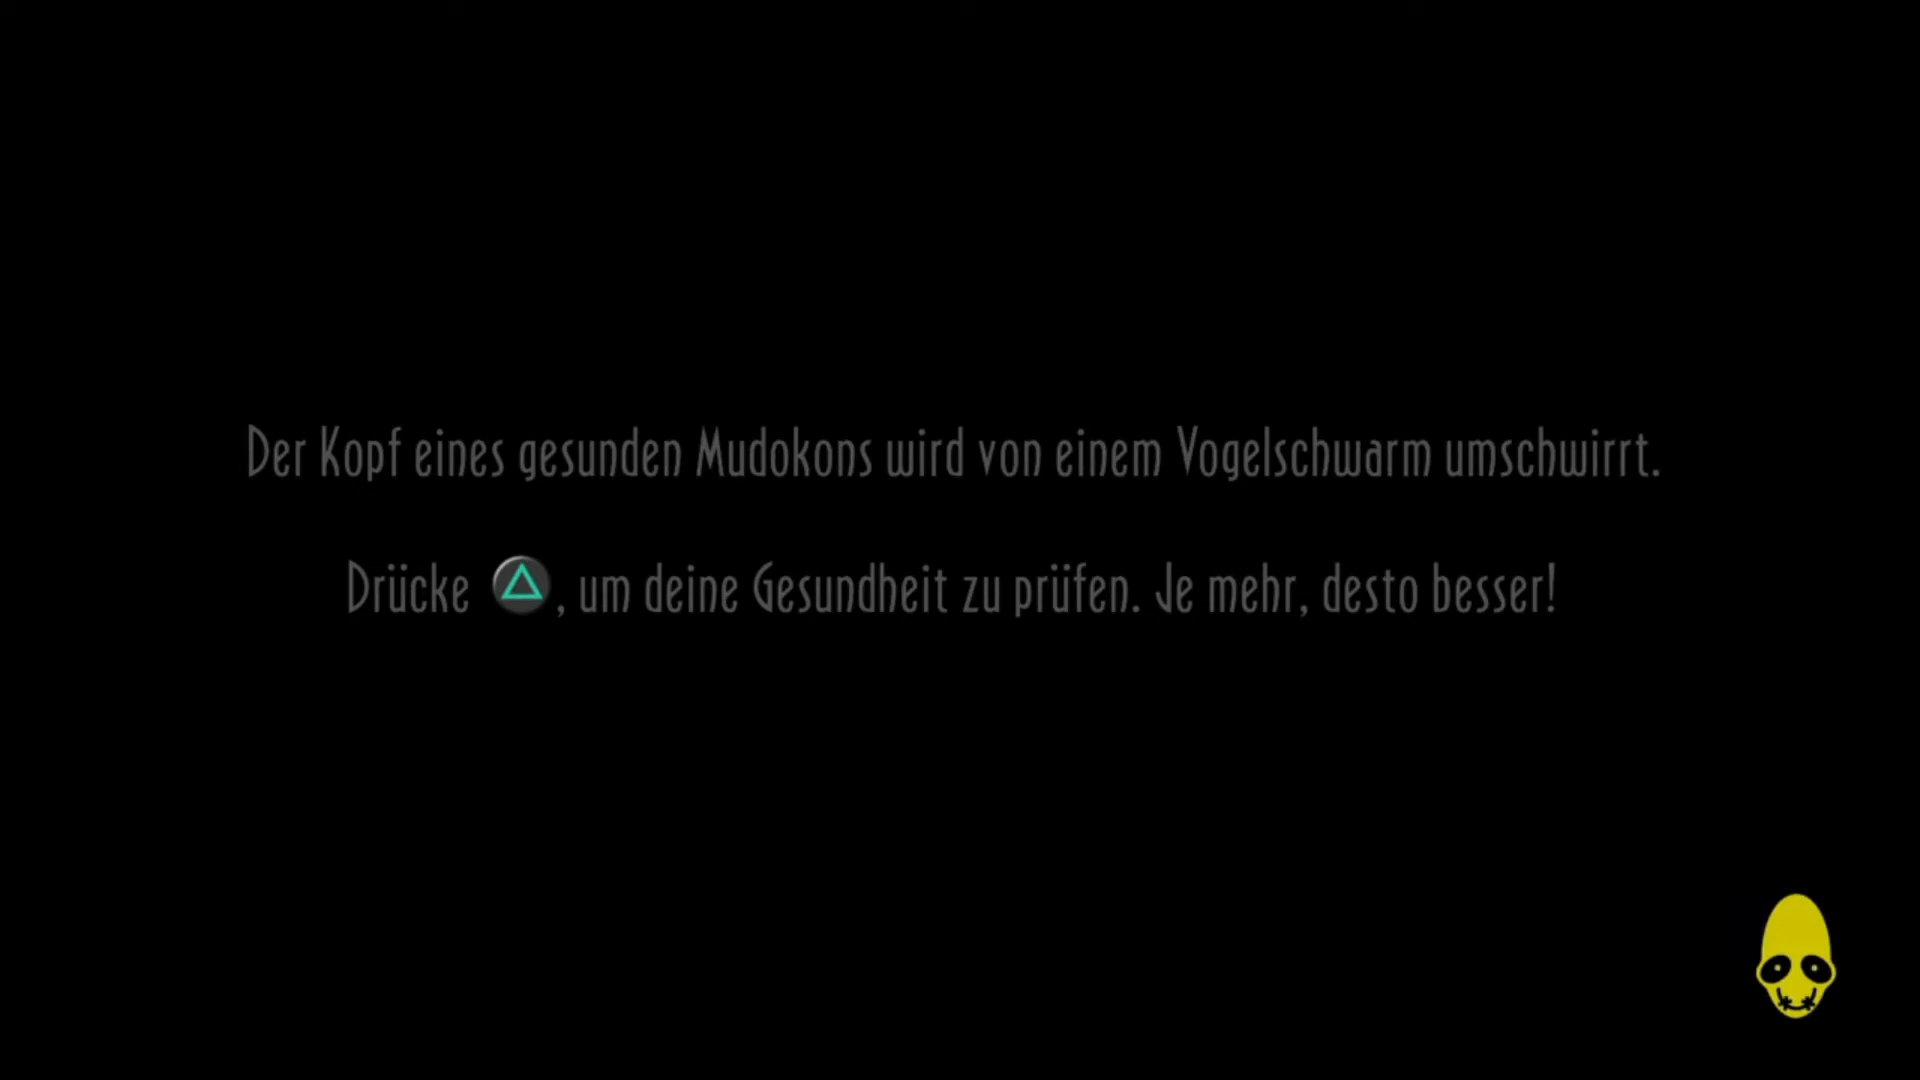 Der Kopf eines gesunden Mudokons wird von einem Vogelschwarm umschwirrt.
Drücke △, um deine Gesundheit zu prüfen. Je mehr, desto besser!